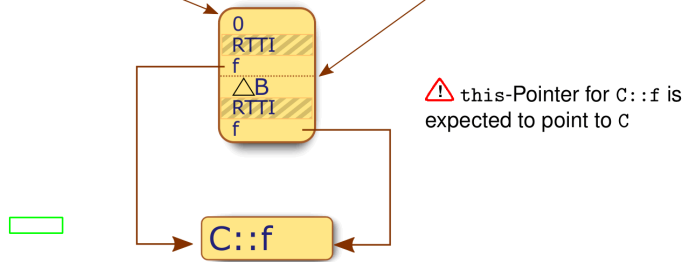 0
RTTI
f
△B
RTTI
f
this-Pointer for C::f is
expected to point to C
C::f